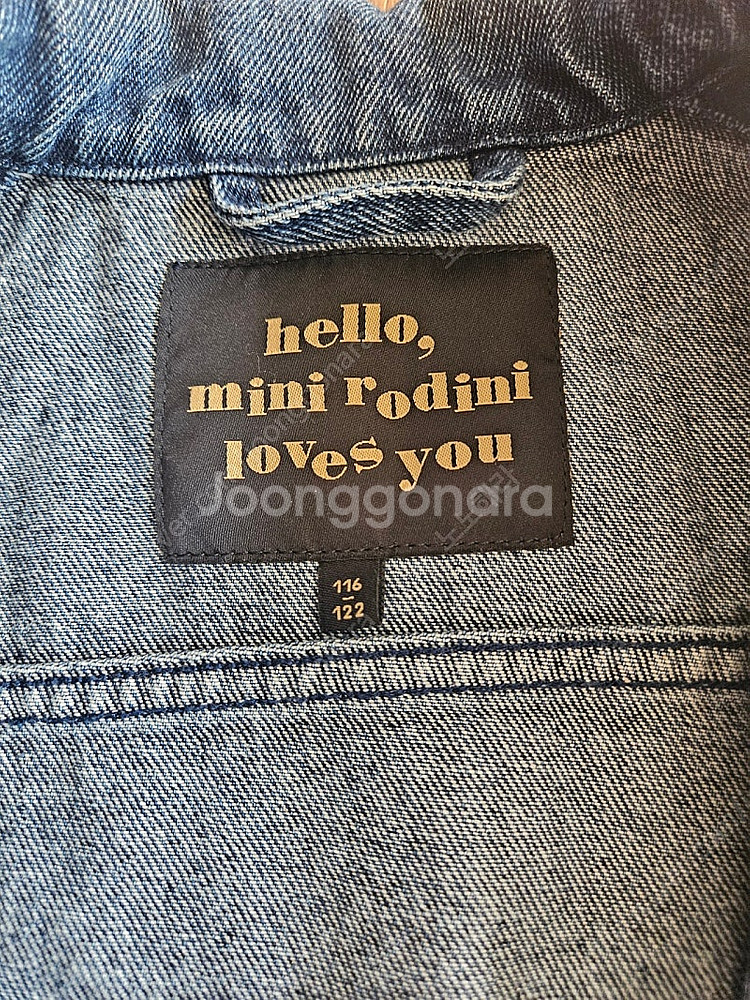 hello,
mini rodini
loves you
Joonggonara
116
122